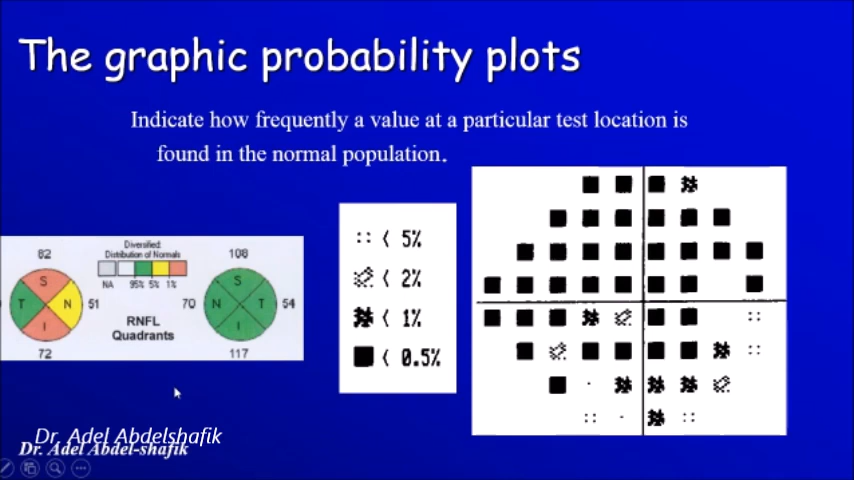 The graphic probability plots
Indicate how frequently a value at a particular test location is
found in the normal population.
82
Diversified:
Distribution of Normals
NA 95% 5% 1%
108
S
T N
I
51
RNFL
Quadrants
70
S
N T
I
54
72
117
< 5%
< 2%
< 1%
< 0.5%
Dr. Adel Abdelshafik
Dr. Adel Abdel-shafik